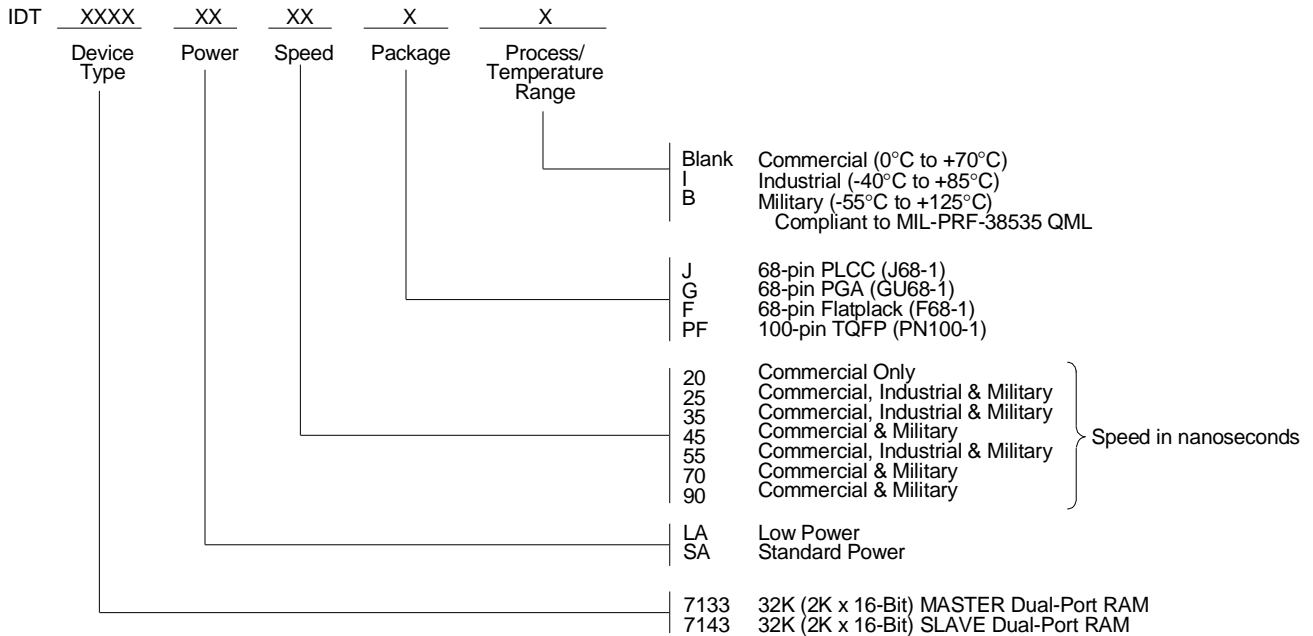 IDT XXXX XX XX X X
Device Type Power Speed Package Process/ Temperature Range
Blank Commercial (0°C to +70°C)
I Industrial (-40°C to +85°C)
B Military (-55°C to +125°C)
Compliant to MIL-PRF-38535 QML
J 68-pin PLCC (J68-1)
G 68-pin PGA (GU68-1)
F 68-pin Flatplack (F68-1)
PF 100-pin TQFP (PN100-1)
20 Commercial Only
25 Commercial, Industrial & Military
35 Commercial, Industrial & Military
45 Commercial & Military
55 Commercial, Industrial & Military
70 Commercial & Military
90 Commercial & Military
Speed in nanoseconds
LA Low Power
SA Standard Power
7133 32K (2K x 16-Bit) MASTER Dual-Port RAM
7143 32K (2K x 16-Bit) SLAVE Dual-Port RAM